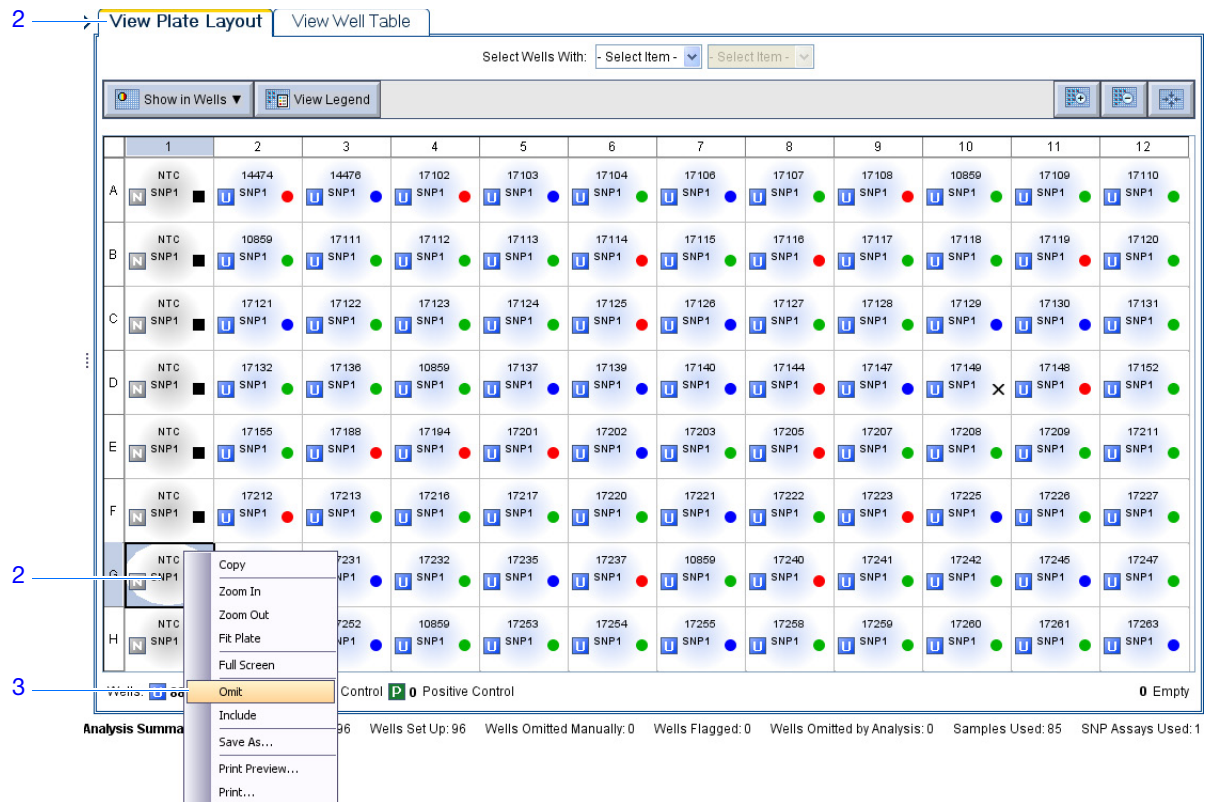 2
View Plate Layout View Well Table
Select Wells With: - Select Item - - Select Item -
Show in Wells ▼ View Legend
1 2 3 4 5 6 7 8 9 10 11 12
NTC 14474 14476 17102 17103 17104 17106 17107 17108 10859 17109 17110
A N SNP1 U SNP1 U SNP1 U SNP1 U SNP1 U SNP1 U SNP1 U SNP1 U SNP1 U SNP1 U SNP1 U SNP1
NTC 10859 17111 17112 17113 17114 17115 17116 17117 17118 17119 17120
B N SNP1 U SNP1 U SNP1 U SNP1 U SNP1 U SNP1 U SNP1 U SNP1 U SNP1 U SNP1 U SNP1 U SNP1
NTC 17121 17122 17123 17124 17125 17126 17127 17128 17129 17130 17131
C N SNP1 U SNP1 U SNP1 U SNP1 U SNP1 U SNP1 U SNP1 U SNP1 U SNP1 U SNP1 U SNP1 U SNP1
NTC 17132 17136 10859 17137 17139 17140 17144 17147 17149 17148 17152
D N SNP1 U SNP1 U SNP1 U SNP1 U SNP1 U SNP1 U SNP1 U SNP1 U SNP1 U SNP1 U SNP1 U SNP1
NTC 17155 17188 17194 17201 17202 17203 17205 17207 17208 17209 17211
E N SNP1 U SNP1 U SNP1 U SNP1 U SNP1 U SNP1 U SNP1 U SNP1 U SNP1 U SNP1 U SNP1 U SNP1
NTC 17212 17213 17216 17217 17220 17221 17222 17223 17225 17226 17227
F N SNP1 U SNP1 U SNP1 U SNP1 U SNP1 U SNP1 U SNP1 U SNP1 U SNP1 U SNP1 U SNP1 U SNP1
NTC 7231 17232 17235 17237 10859 17240 17241 17242 17245 17247
2 G N SNP1 NP1 U SNP1 U SNP1 U SNP1 U SNP1 U SNP1 U SNP1 U SNP1 U SNP1 U SNP1
NTC 7252 10859 17253 17254 17255 17258 17259 17260 17261 17263
H N SNP1 NP1 U SNP1 U SNP1 U SNP1 U SNP1 U SNP1 U SNP1 U SNP1 U SNP1 U SNP1
Copy
Zoom In
Zoom Out
Fit Plate
Full Screen
3
Omit
Include
Save As...
Print Preview...
Print...
Wells: U 88 Control P 0 Positive Control 0 Empty
Analysis Summa 96 Wells Set Up: 96 Wells Omitted Manually: 0 Wells Flagged: 0 Wells Omitted by Analysis: 0 Samples Used: 85 SNP Assays Used: 1